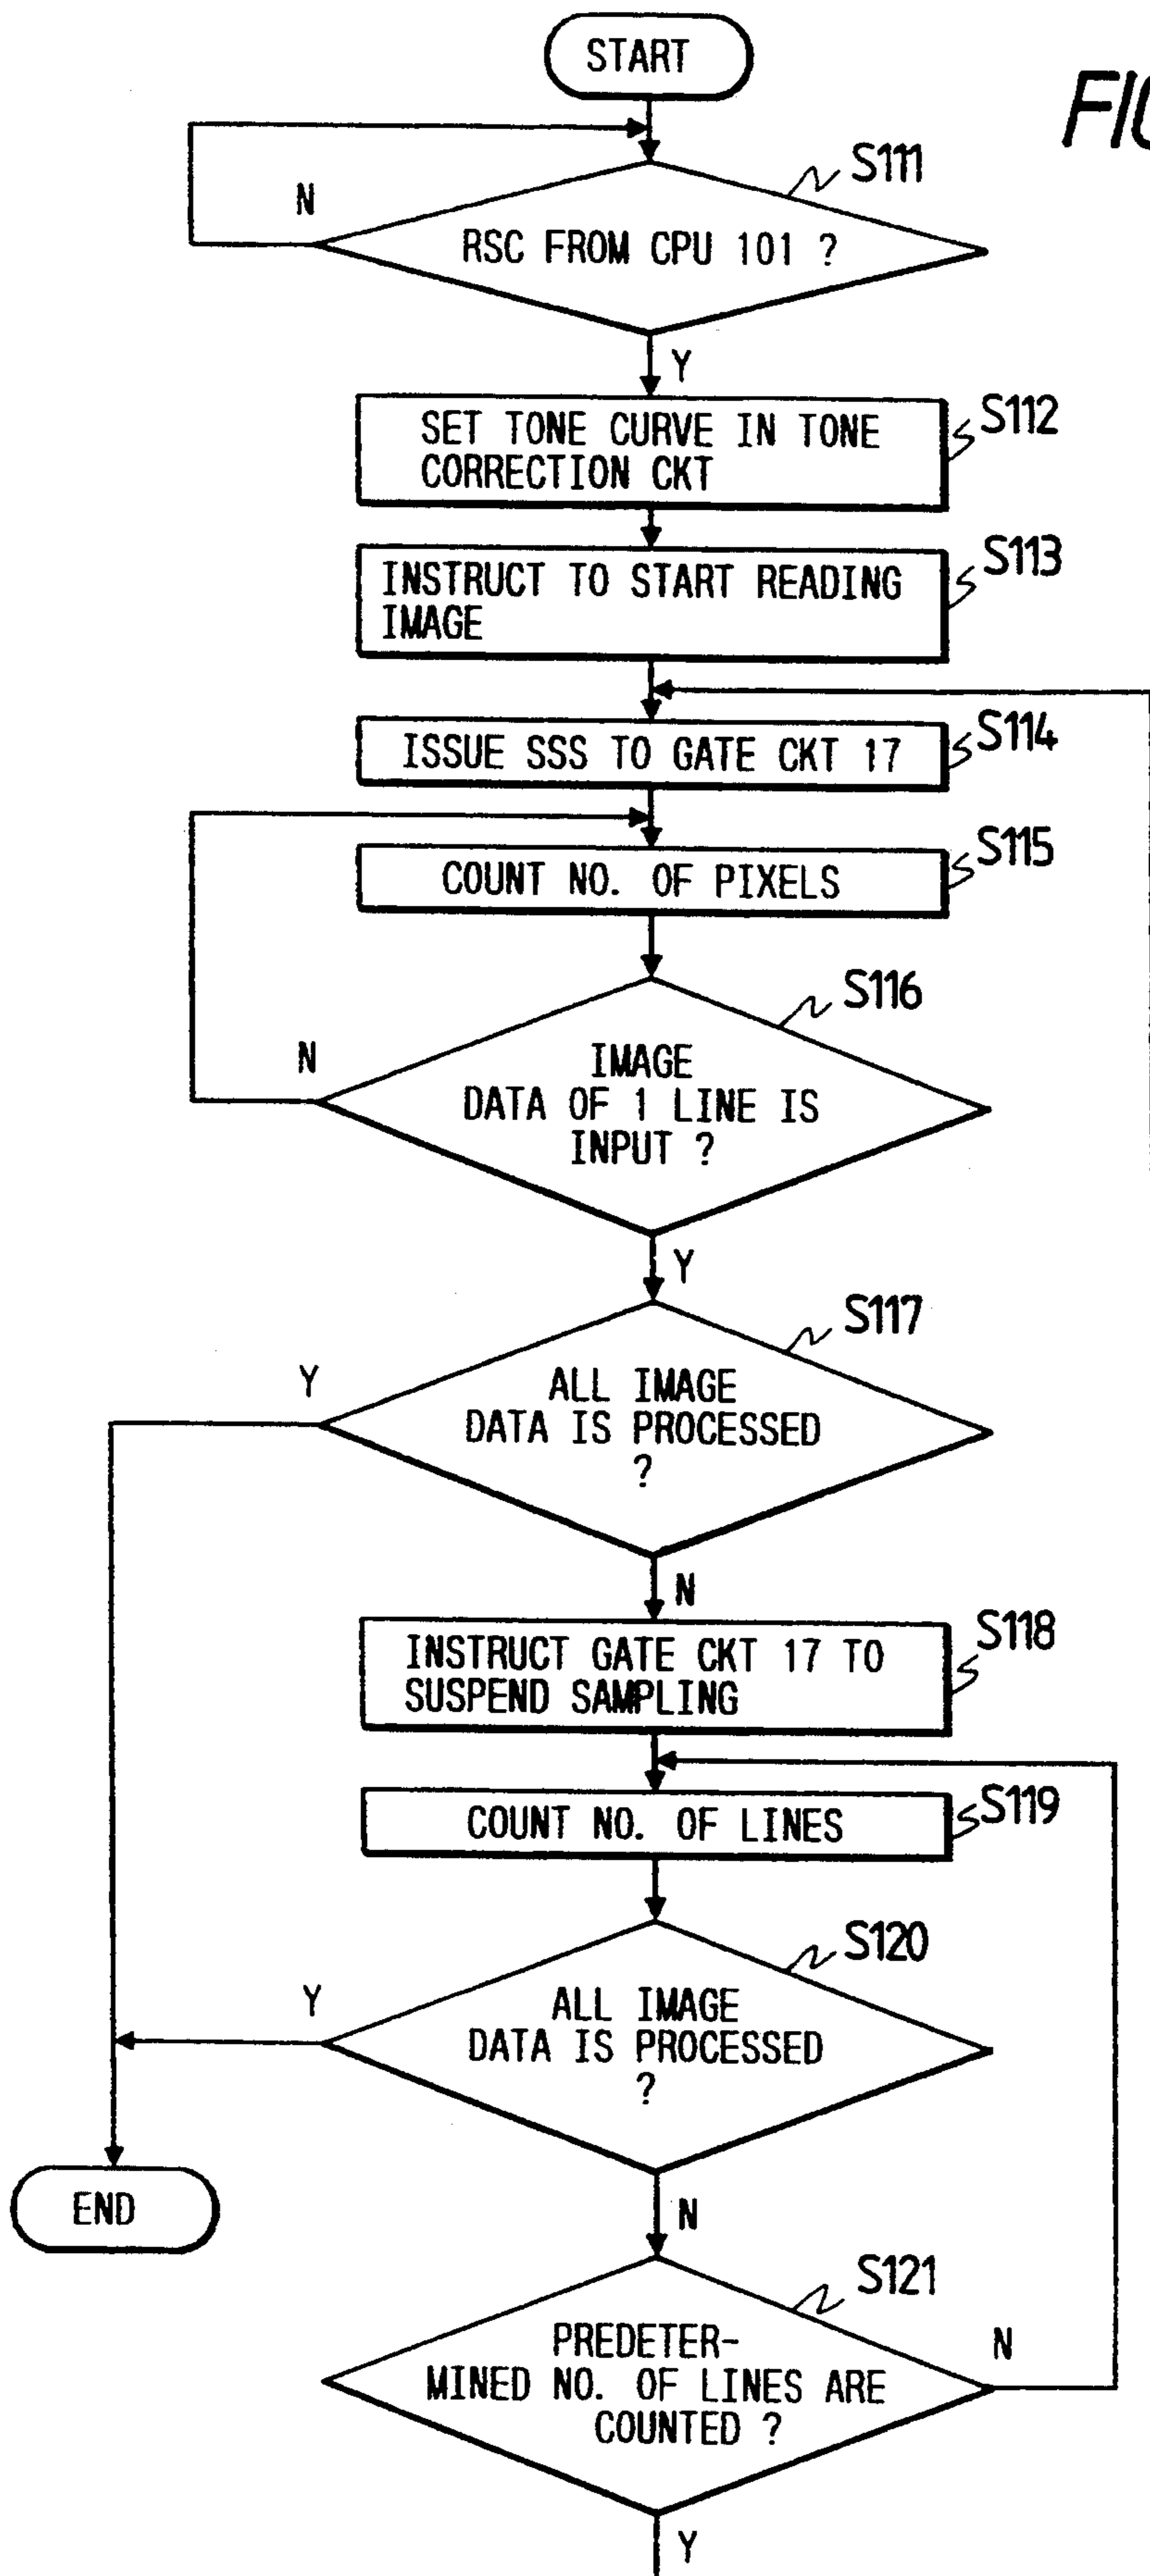 START
FIG
S111
N
RSC FROM CPU 101 ?
Y
S112
SET TONE CURVE IN TONE
CORRECTION CKT
S113
INSTRUCT TO START READING
IMAGE
S114
ISSUE SSS TO GATE CKT 17
S115
COUNT NO. OF PIXELS
S116
N
IMAGE
DATA OF 1 LINE IS
INPUT ?
Y
S117
Y
ALL IMAGE
DATA IS PROCESSED
?
N
S118
INSTRUCT GATE CKT 17 TO
SUSPEND SAMPLING
S119
COUNT NO. OF LINES
S120
Y
ALL IMAGE
DATA IS PROCESSED
?
END
N
S121
PREDETER-
N
MINED NO. OF LINES ARE
COUNTED ?
Y